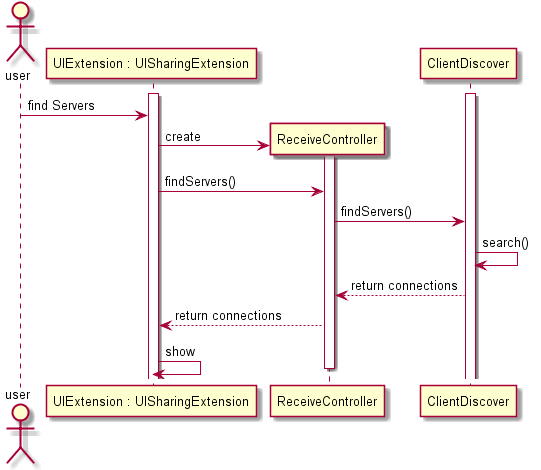 user
UIExtension : UISharingExtension
ClientDiscover
find Servers
create
ReceiveController
findServers()
findServers()
search()
return connections
return connections
show
user
UIExtension : UISharingExtension
ReceiveController
ClientDiscover